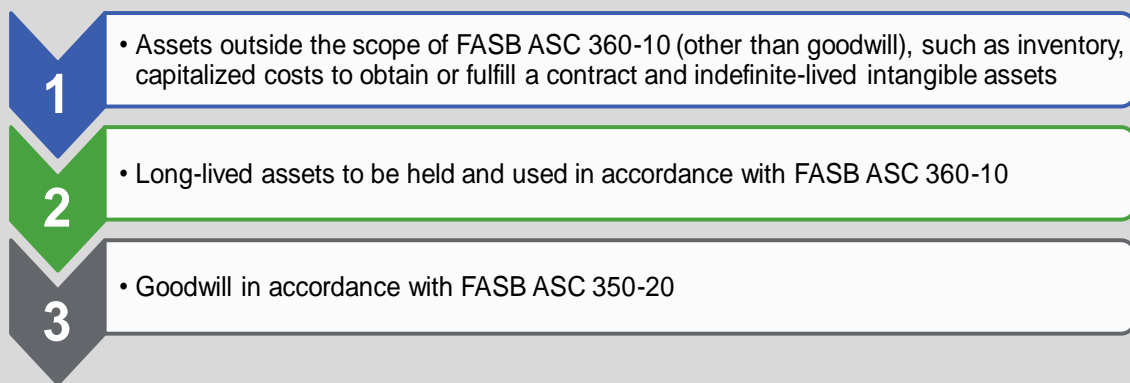 1
• Assets outside the scope of FASB ASC 360-10 (other than goodwill), such as inventory,
capitalized costs to obtain or fulfill a contract and indefinite-lived intangible assets
2
• Long-lived assets to be held and used in accordance with FASB ASC 360-10
3
• Goodwill in accordance with FASB ASC 350-20